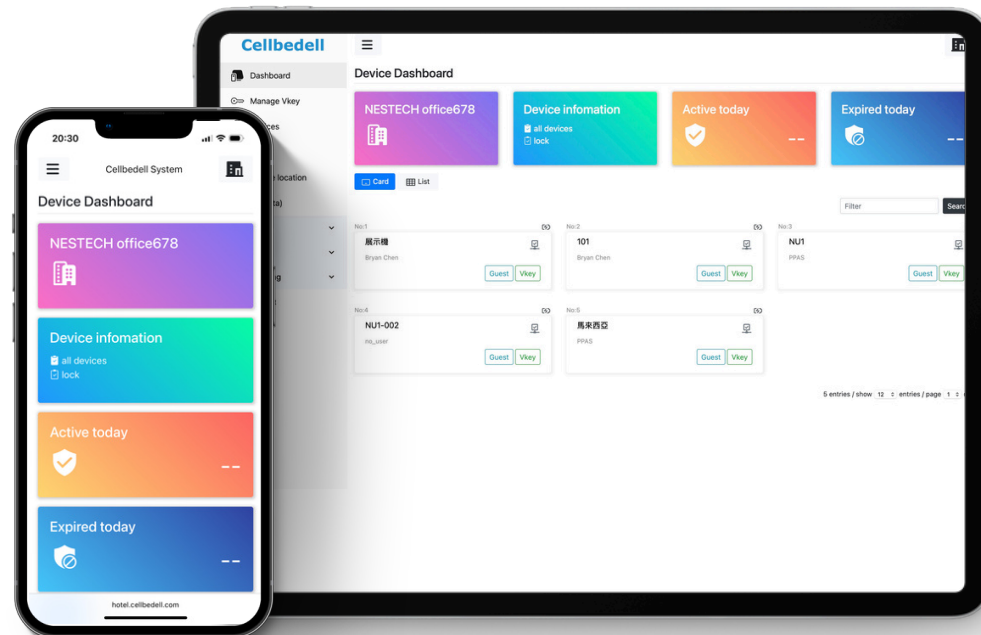 20:30
Cellbedell System
Device Dashboard
NESTECH office678
Device infomation
all devices
lock
Active today
--
Expired today
--
hotel.cellbedell.com
Cellbedell
Dashboard
Manage Vkey
location
Device Dashboard
NESTECH office678
Device infomation
all devices
lock
Active today
--
Expired today
--
Card List
Filter Searc
No:1
展示機
Bryan Chen
Guest Vkey
No:2
101
Bryan Chen
Guest Vkey
No:3
NU1
PPAS
Guest Vkey
No:4
NU1-002
no_user
Guest Vkey
No:5
馬來西亞
PPAS
Guest Vkey
5 entries / show 12 entries / page 1